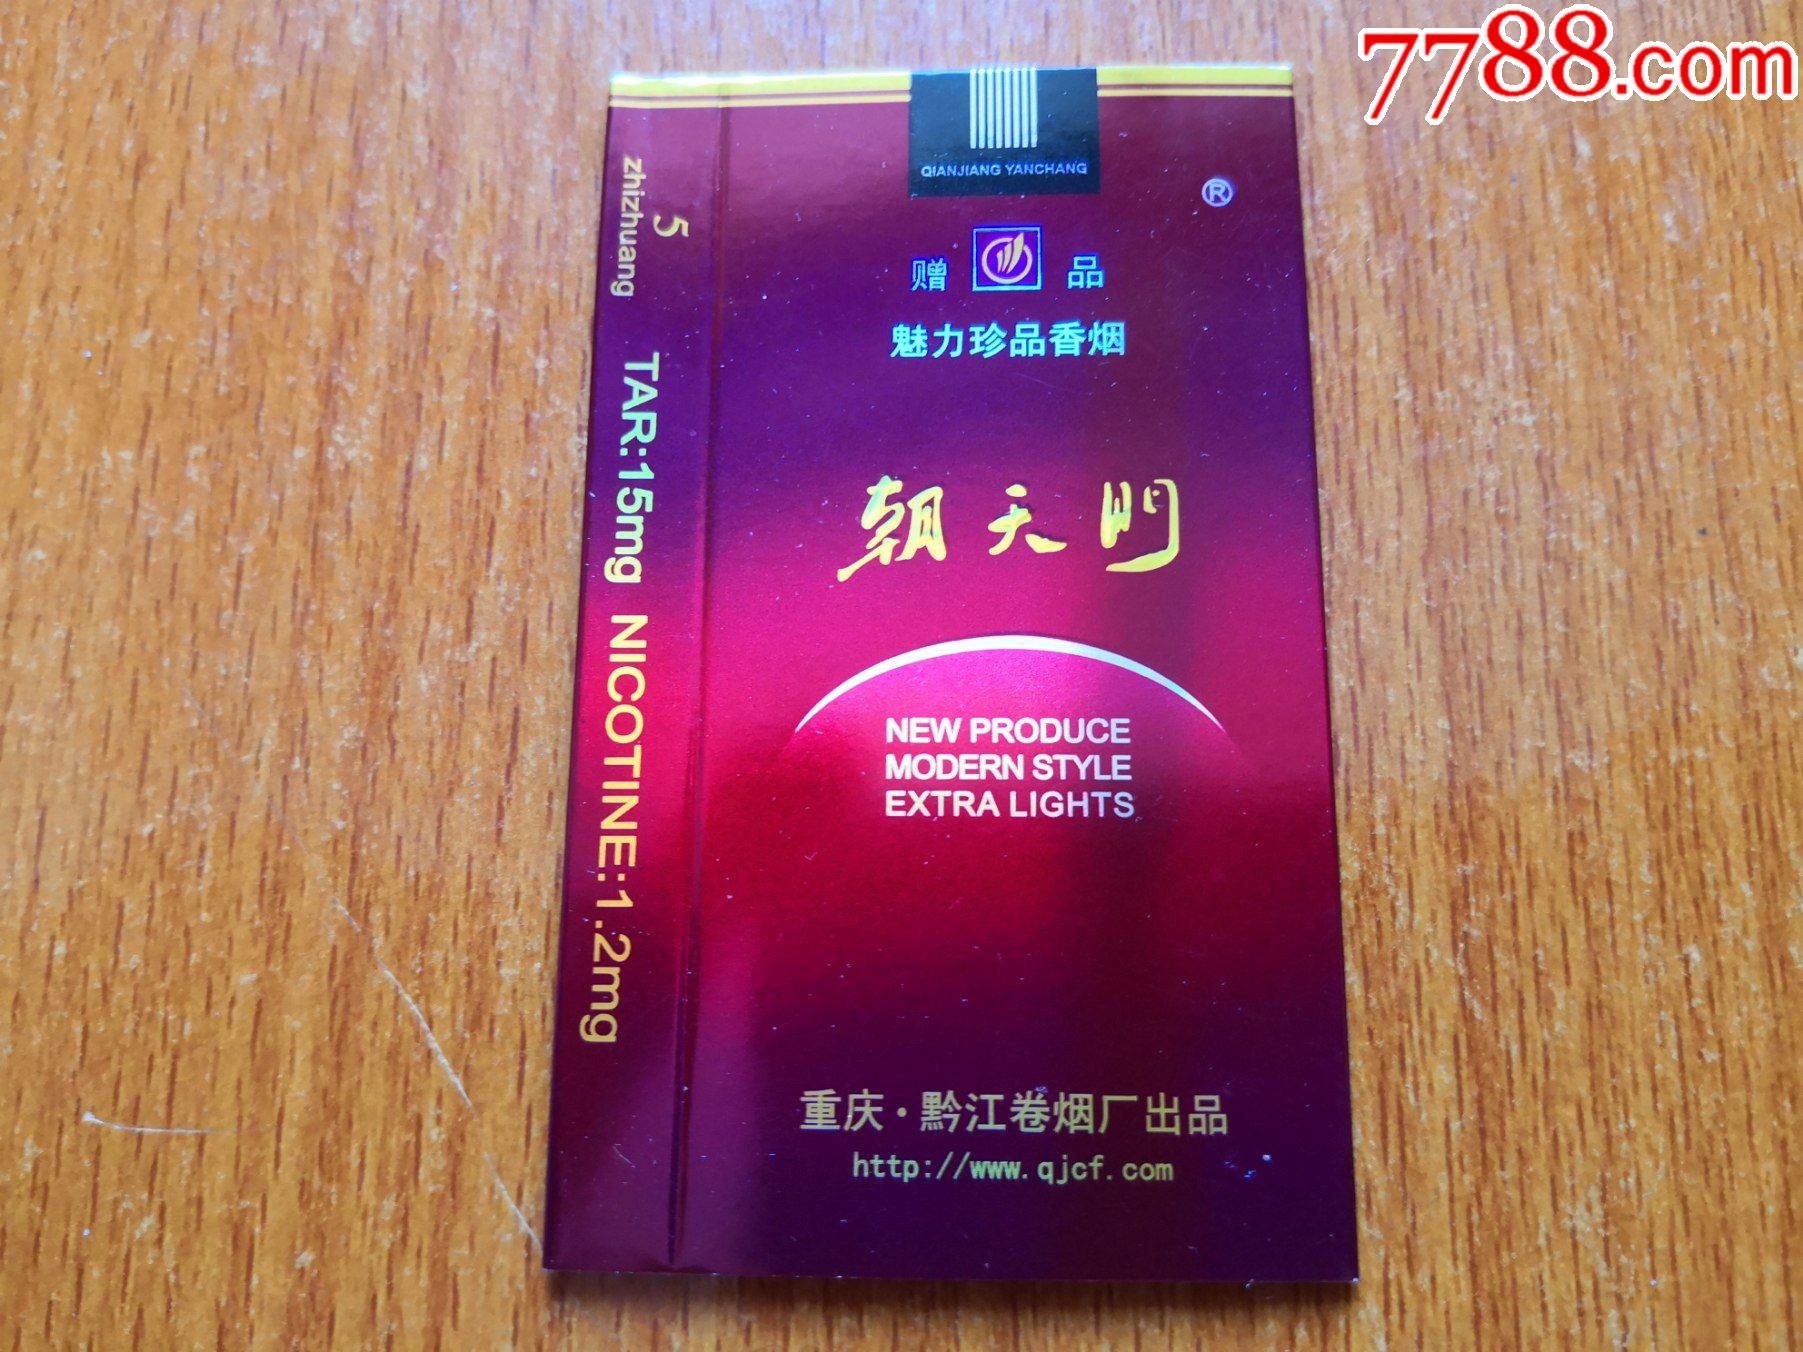 7788.com
QIANJIANG YANCHANG
®
赠 品
魅力珍品香烟
朝天門
NEW PRODUCE
MODERN STYLE
EXTRA LIGHTS
重庆·黔江卷烟厂出品
http://www.qjcf.com
5
zhizhuang
TAR:15mg NICOTINE:1.2mg